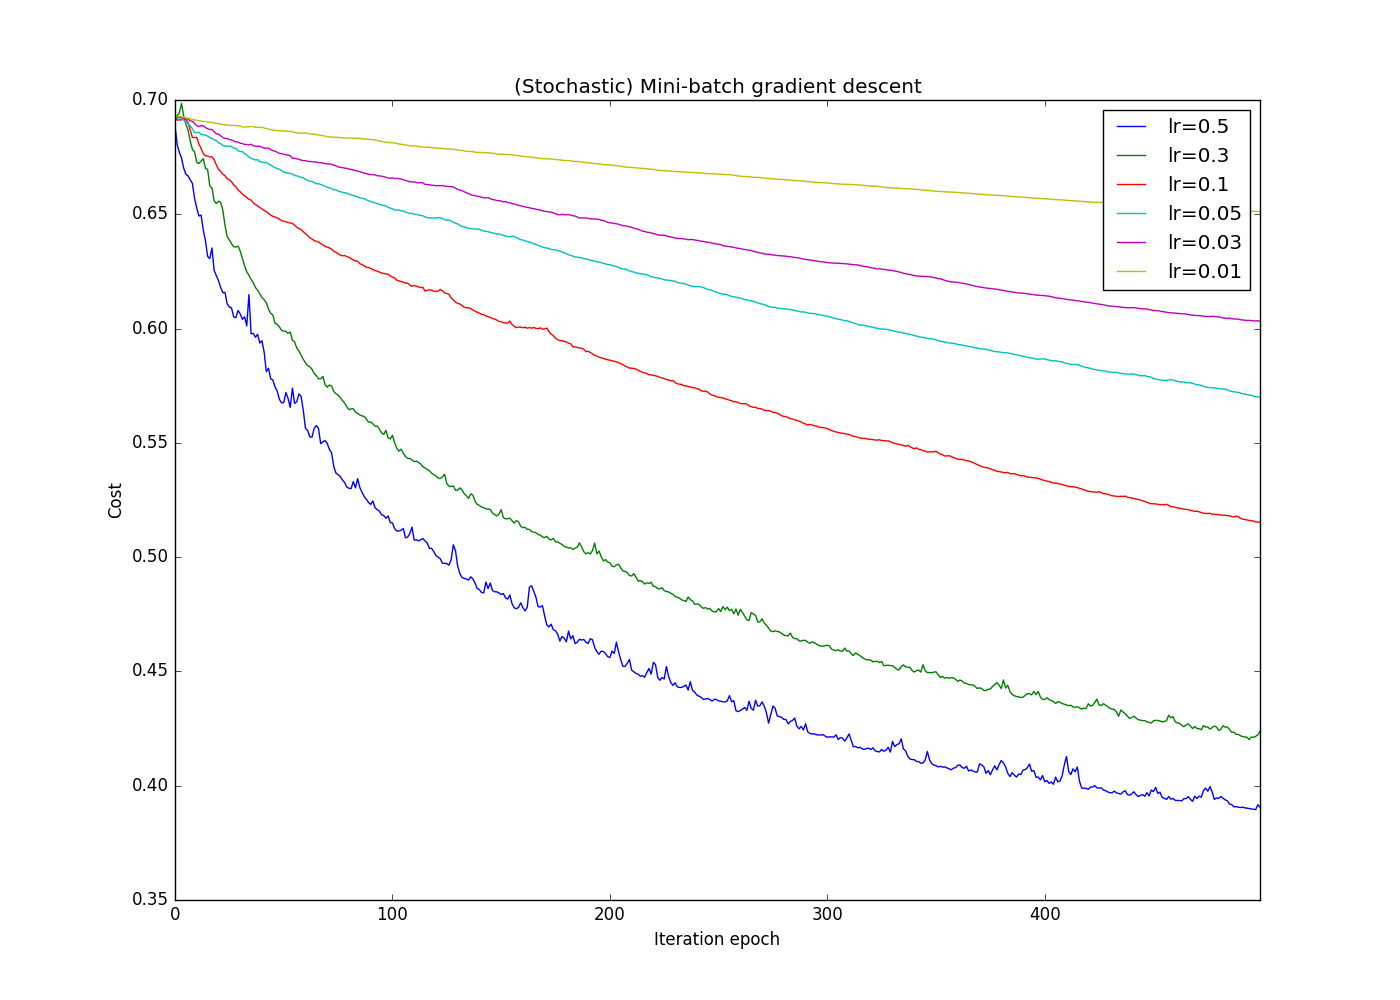 (Stochastic) Mini-batch gradient descent
0.70
0.65
0.60
0.55
0.50
0.45
0.40
0.35
Cost
lr=0.5
lr=0.3
lr=0.1
lr=0.05
lr=0.03
lr=0.01
0 100 200 300 400
Iteration epoch